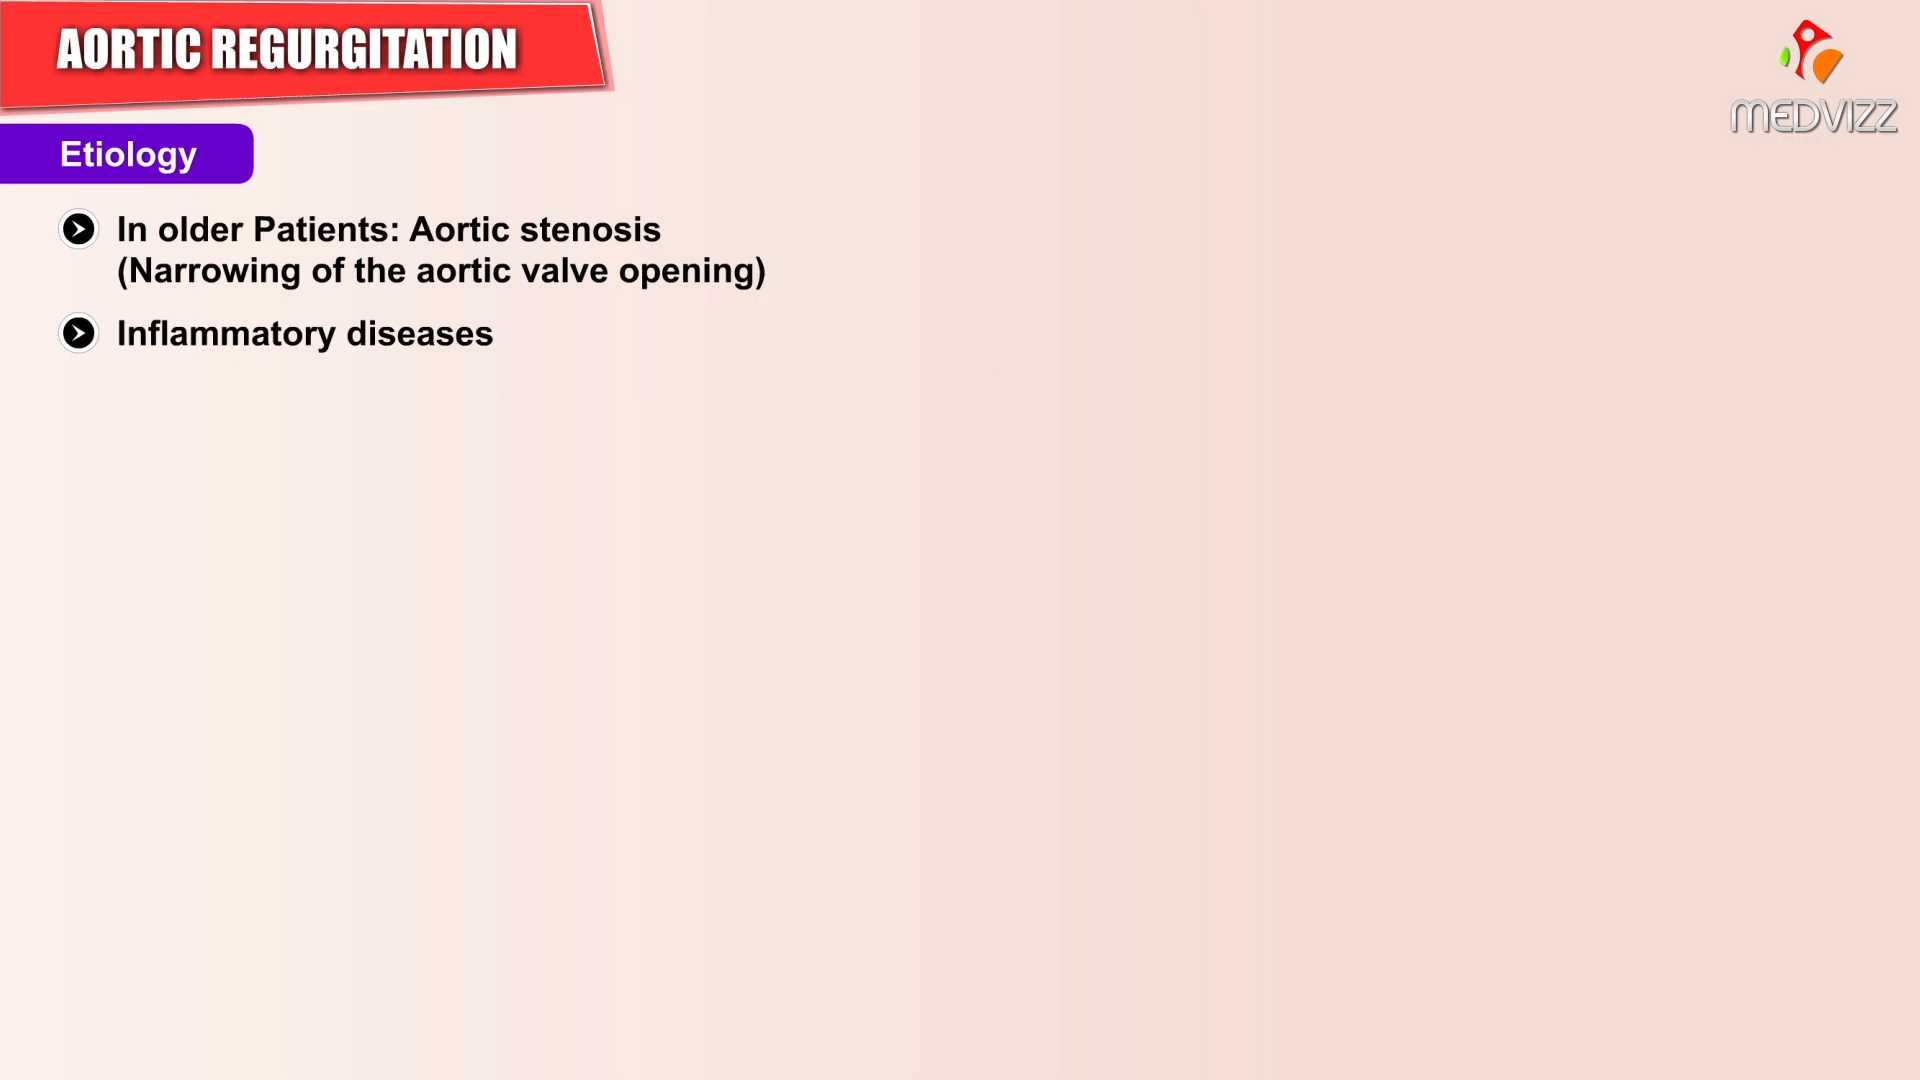 AORTIC REGURGITATION
MEDVIZZ
Etiology
In older Patients: Aortic stenosis
(Narrowing of the aortic valve opening)
Inflammatory diseases